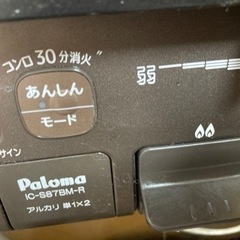 コンロ30分消火
あんしん
モード
サイン
Paloma
IC-S87BM-R
アルカリ 単1×2